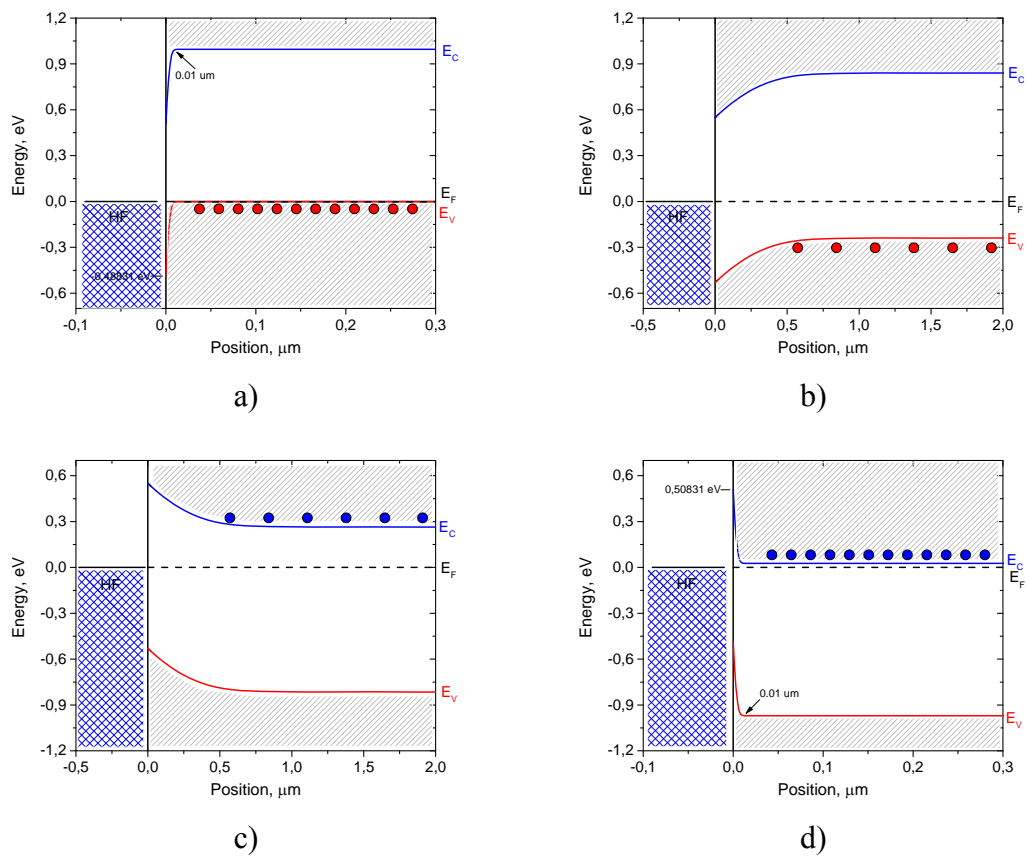 1,2
0,9
0,6
0,3
0,0
-0,3
-0,6
Energy, eV
E_C
0.01 um
E_F
E_V
HF
-0,48831 eV
-0,1
0,0
0,1
0,2
0,3
Position, μm
a)
1,2
0,9
0,6
0,3
0,0
-0,3
-0,6
Energy, eV
E_C
E_F
E_V
HF
-0,5
0,0
0,5
1,0
1,5
2,0
Position, μm
b)
0,6
0,3
0,0
-0,3
-0,6
-0,9
-1,2
Energy, eV
E_C
E_F
HF
E_V
-0,5
0,0
0,5
1,0
1,5
2,0
Position, μm
c)
0,6
0,3
0,0
-0,3
-0,6
-0,9
-1,2
Energy, eV
0,50831 eV
E_C
E_F
HF
0.01 um
E_V
-0,1
0,0
0,1
0,2
0,3
Position, μm
d)